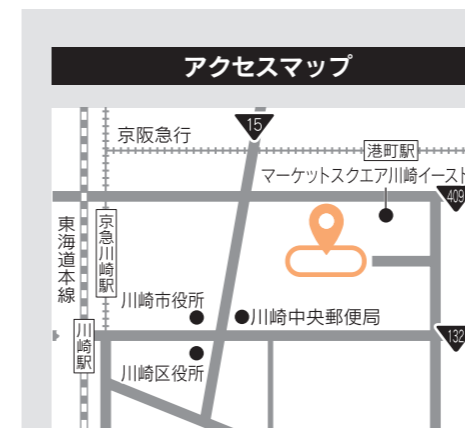 アクセスマップ
15
京阪急行
港町駅
マーケットスクエア川崎イースト
409
東海道本線
京急川崎駅
川崎市役所
川崎中央郵便局
川崎駅
132
川崎区役所